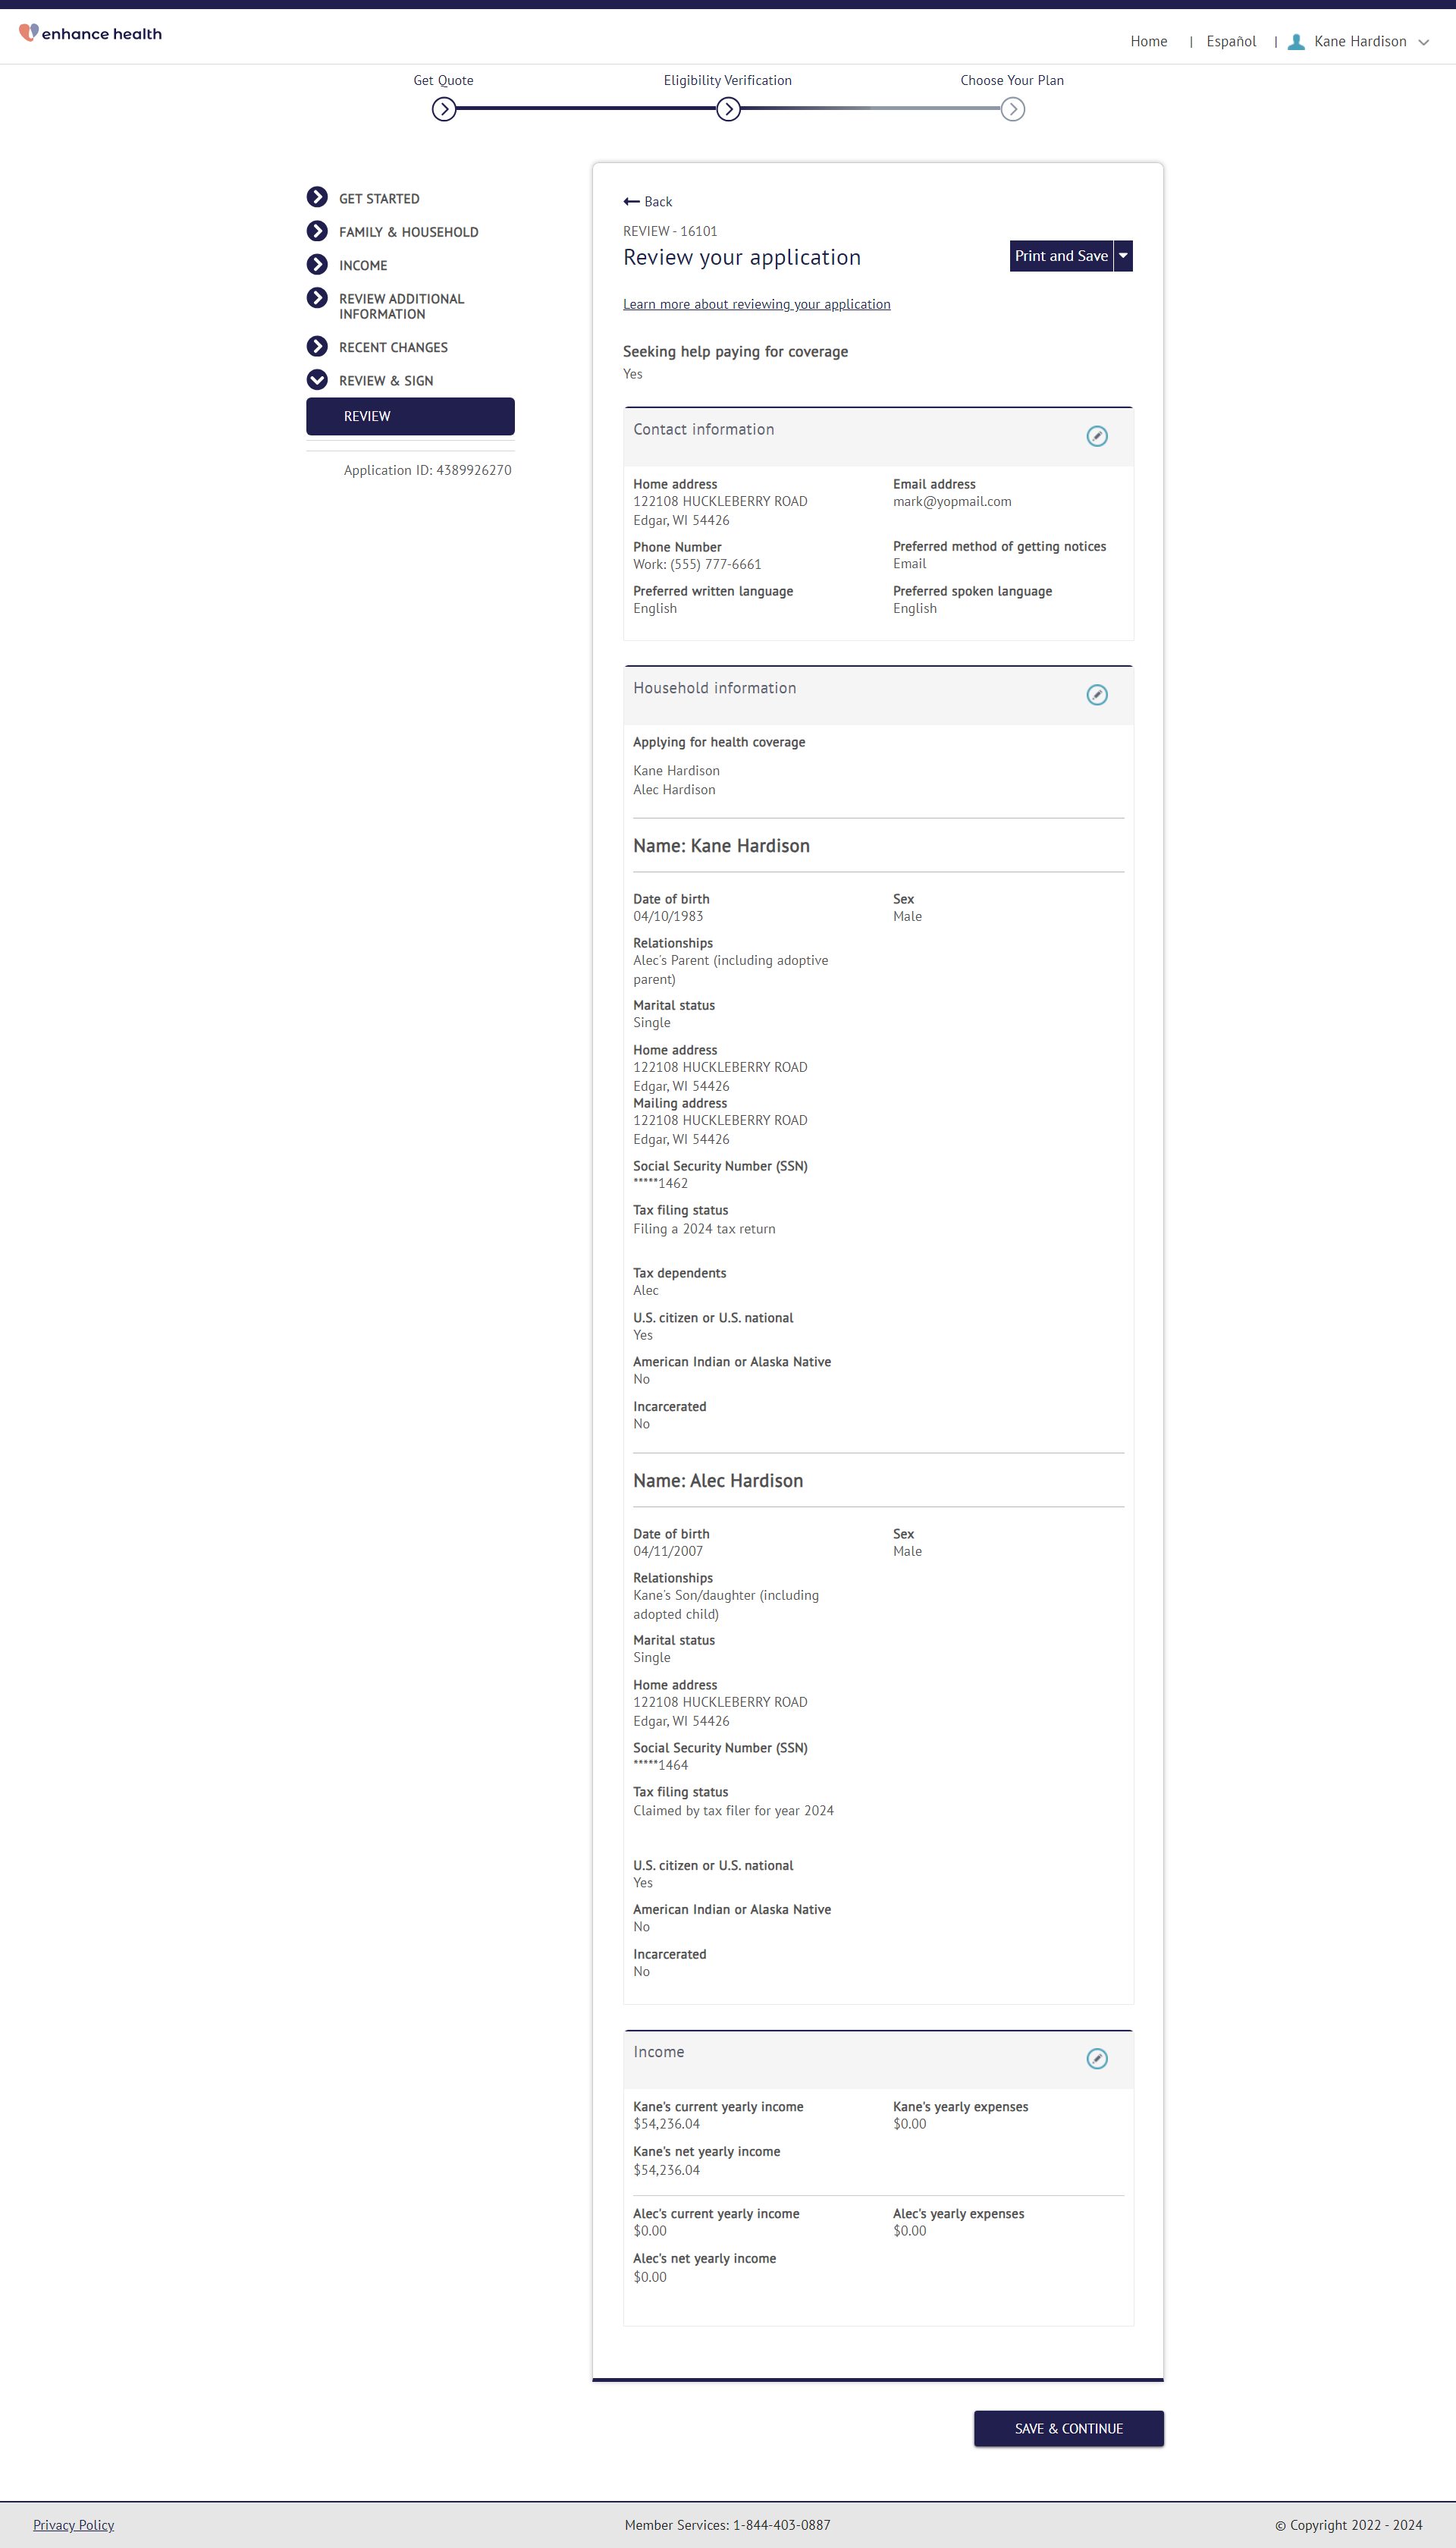 enhance health
Home | Español | Kane Hardison
Get Quote
Eligibility Verification
Choose Your Plan
GET STARTED
FAMILY & HOUSEHOLD
INCOME
REVIEW ADDITIONAL
INFORMATION
RECENT CHANGES
REVIEW & SIGN
REVIEW
Application ID: 4389926270
Back
REVIEW - 16101
Review your application
Print and Save
Learn more about reviewing your application
Seeking help paying for coverage
Yes
Contact information
Home address
122108 HUCKLEBERRY ROAD
Edgar, WI 54426
Email address
mark@yopmail.com
Phone Number
Work: (555) 777-6661
Preferred method of getting notices
Email
Preferred written language
English
Preferred spoken language
English
Household information
Applying for health coverage
Kane Hardison
Alec Hardison
Name: Kane Hardison
Date of birth
04/10/1983
Sex
Male
Relationships
Alec's Parent (including adoptive
parent)
Marital status
Single
Home address
122108 HUCKLEBERRY ROAD
Edgar, WI 54426
Mailing address
122108 HUCKLEBERRY ROAD
Edgar, WI 54426
Social Security Number (SSN)
*****1462
Tax filing status
Filing a 2024 tax return
Tax dependents
Alec
U.S. citizen or U.S. national
Yes
American Indian or Alaska Native
No
Incarcerated
No
Name: Alec Hardison
Date of birth
04/11/2007
Sex
Male
Relationships
Kane's Son/daughter (including
adopted child)
Marital status
Single
Home address
122108 HUCKLEBERRY ROAD
Edgar, WI 54426
Social Security Number (SSN)
*****1464
Tax filing status
Claimed by tax filer for year 2024
U.S. citizen or U.S. national
Yes
American Indian or Alaska Native
No
Incarcerated
No
Income
Kane's current yearly income
$54,236.04
Kane's yearly expenses
$0.00
Kane's net yearly income
$54,236.04
Alec's current yearly income
$0.00
Alec's yearly expenses
$0.00
Alec's net yearly income
$0.00
SAVE & CONTINUE
Privacy Policy
Member Services: 1-844-403-0887
© Copyright 2022 - 2024